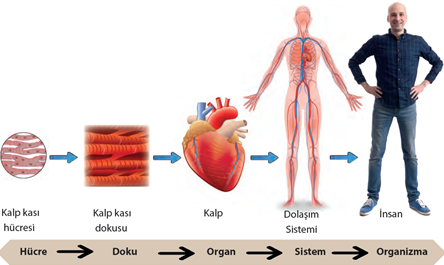 Kalp kası
hücresi
Kalp kası
dokusu
Kalp
Dolaşım
Sistemi
İnsan
Hücre
Doku
Organ
Sistem
Organizma